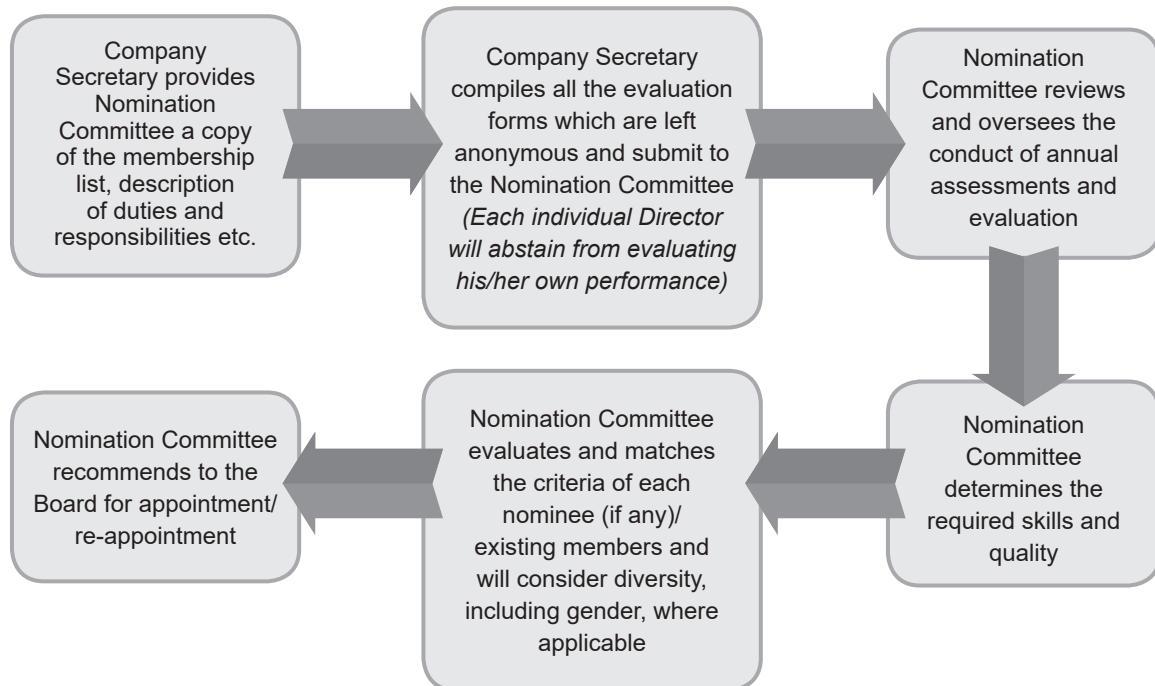 Company
Secretary provides
Nomination
Committee a copy
of the membership
list, description
of duties and
responsibilities etc.
Company Secretary
compiles all the evaluation
forms which are left
anonymous and submit to
the Nomination Committee
(Each individual Director
will abstain from evaluating
his/her own performance)
Nomination
Committee reviews
and oversees the
conduct of annual
assessments and
evaluation
Nomination
Committee
determines the
required skills and
quality
Nomination Committee
evaluates and matches
the criteria of each
nominee (if any)/
existing members and
will consider diversity,
including gender, where
applicable
Nomination Committee
recommends to the
Board for appointment/
re-appointment